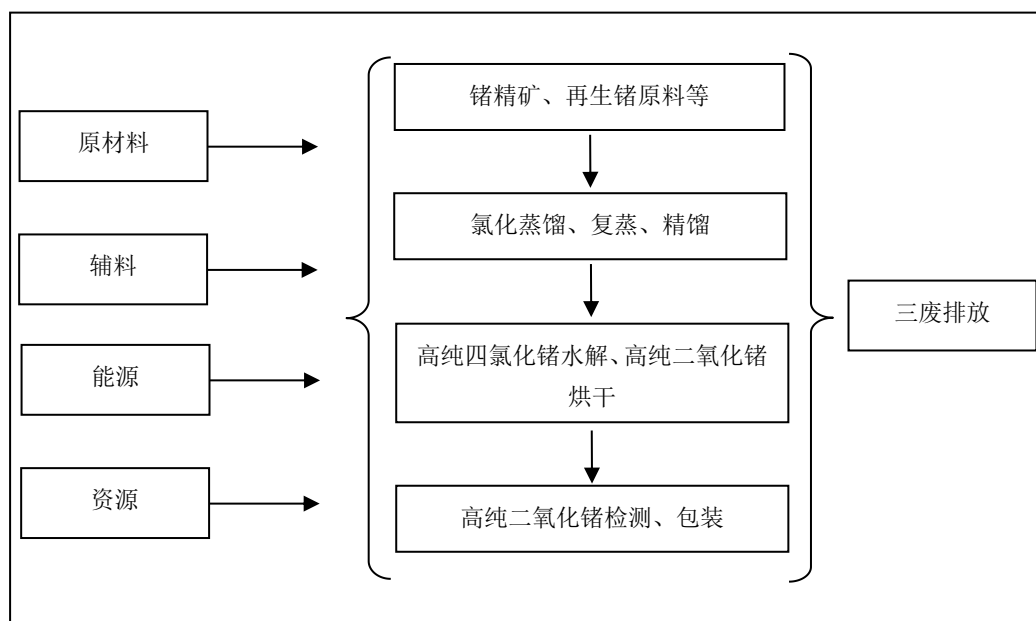 原材料
辅料
能源
资源
锗精矿、再生锗原料等
氯化蒸馏、复蒸、精馏
高纯四氯化锗水解、高纯二氧化锗
烘干
高纯二氧化锗检测、包装
三废排放